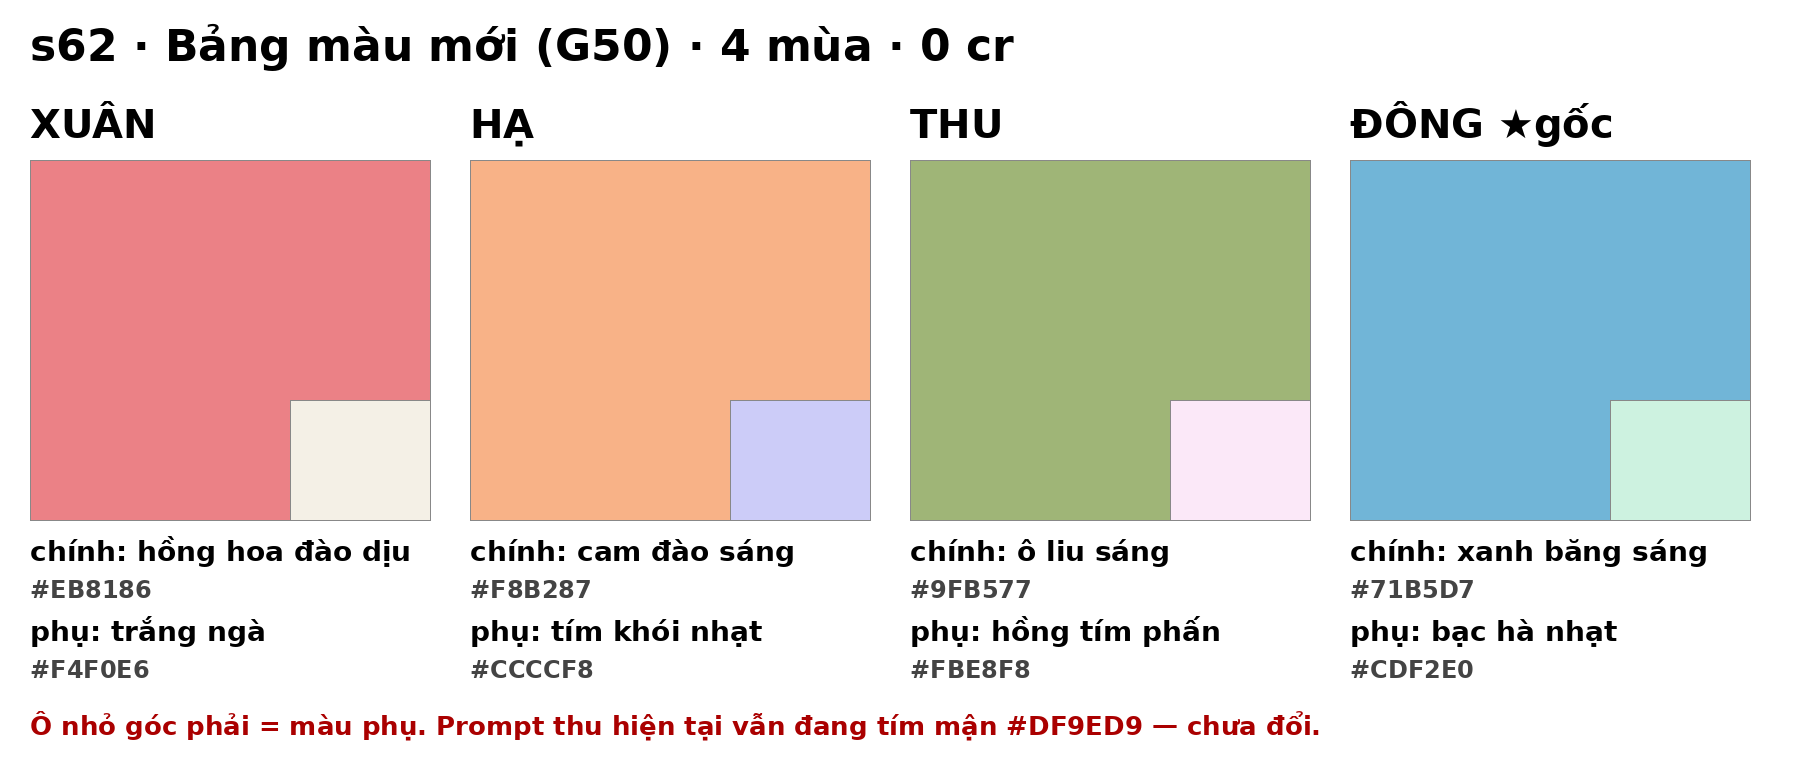 s62 · Bảng màu mới (G50) · 4 mùa · 0 cr
XUÂN
chính: hồng hoa đào dịu
#EB8186
phụ: trắng ngà
#F4F0E6
HẠ
chính: cam đào sáng
#F8B287
phụ: tím khói nhạt
#CCCCF8
THU
chính: ô liu sáng
#9FB577
phụ: hồng tím phấn
#FBE8F8
ĐÔNG ★gốc
chính: xanh băng sáng
#71B5D7
phụ: bạc hà nhạt
#CDF2E0
Ô nhỏ góc phải = màu phụ. Prompt thu hiện tại vẫn đang tím mận #DF9ED9 — chưa đổi.